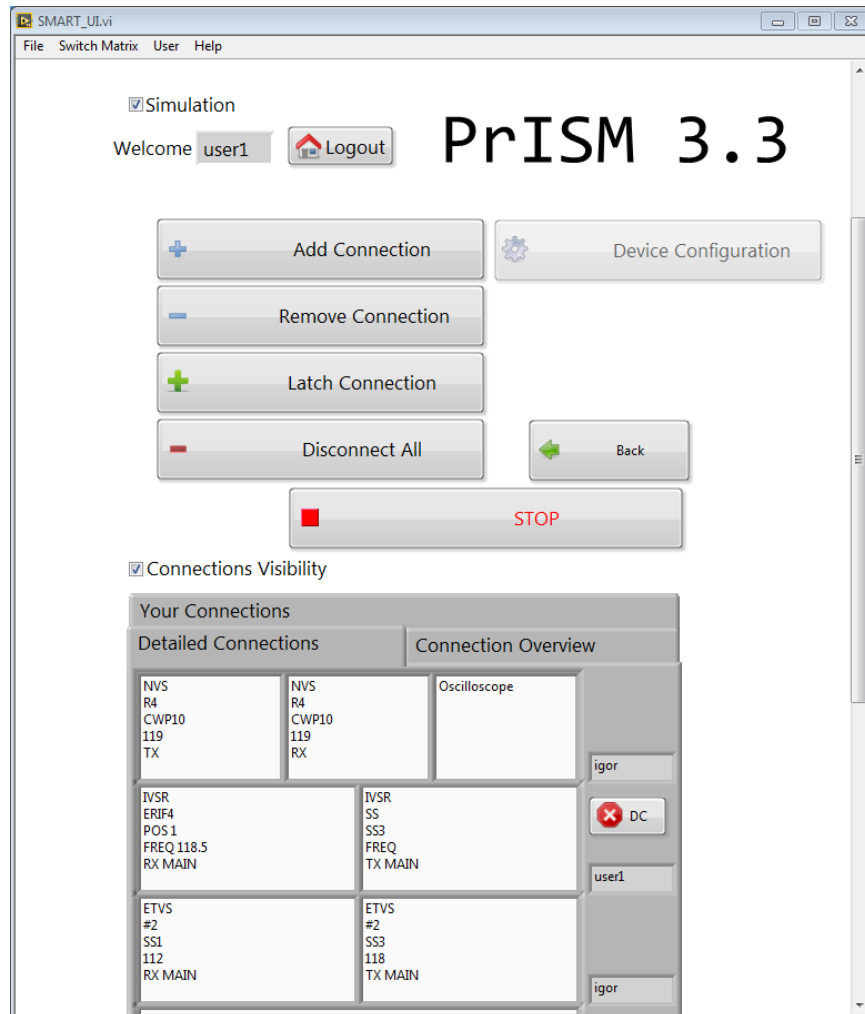 SMART_UI.vi
File Switch Matrix User Help
Simulation
Welcome user1 Logout
PrISM 3.3
Add Connection
Device Configuration
Remove Connection
Latch Connection
Disconnect All
Back
STOP
Connections Visibility
Your Connections
Detailed Connections
Connection Overview
NVS
R4
CWP10
119
TX
NVS
R4
CWP10
119
RX
Oscilloscope
igor
IVSR
ERIF4
POS 1
FREQ 118.5
RX MAIN
IVSR
SS
SS3
FREQ
TX MAIN
DC
user1
ETVS
#2
SS1
112
RX MAIN
ETVS
#2
SS3
118
TX MAIN
igor